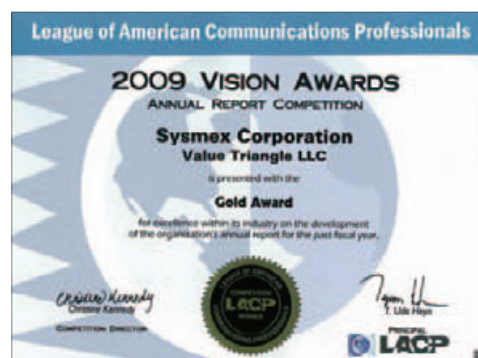 League of American Communications Professionals
2009 VISION AWARDS
ANNUAL REPORT COMPETITION
Sysmex Corporation
Value Triangle LLC
is presented with the
Gold Award
for excellence within its industry on the development
of the organization's annual report for the past fiscal year.
LACP
Christine Kennedy
COMPETITION DIRECTOR
T. Udo Heyn
PRINCIPAL
LACP